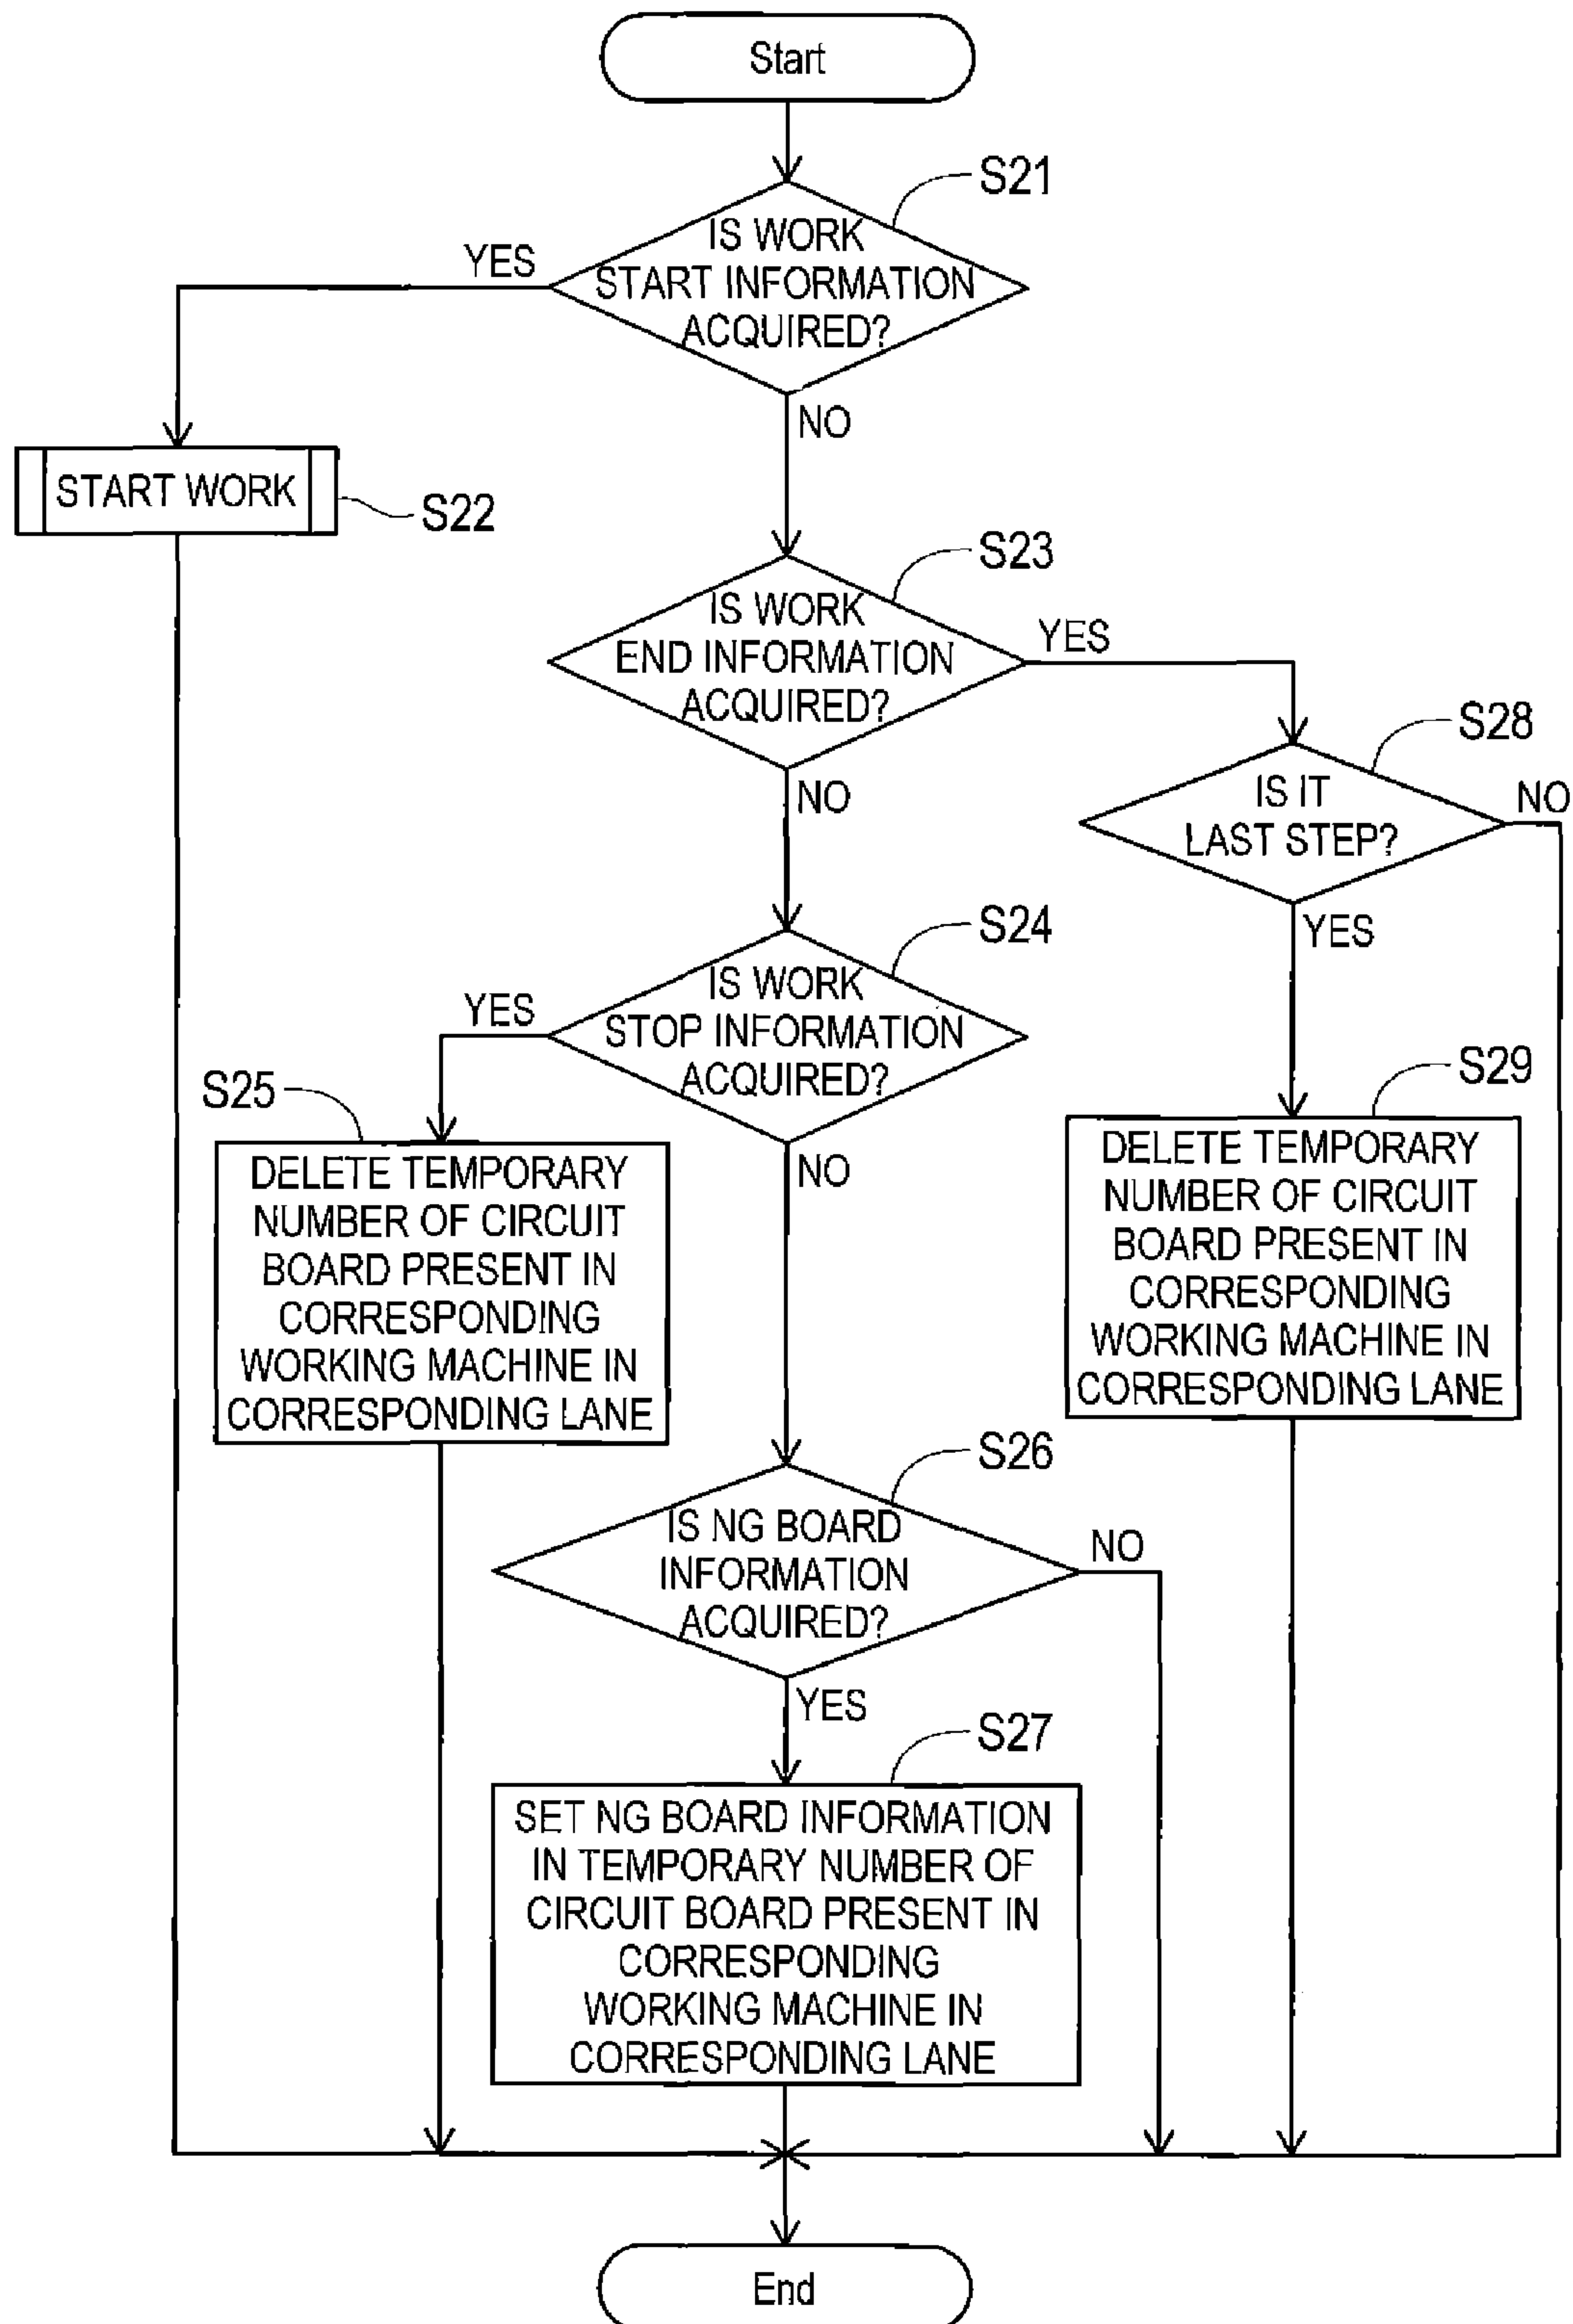 Start
S21
IS WORK
START INFORMATION
ACQUIRED?
YES
NO
START WORK
S22
S23
IS WORK
END INFORMATION
ACQUIRED?
YES
NO
S28
IS IT
LAST STEP?
NO
YES
S24
IS WORK
STOP INFORMATION
ACQUIRED?
YES
NO
S25
DELETE TEMPORARY
NUMBER OF CIRCUIT
BOARD PRESENT IN
CORRESPONDING
WORKING MACHINE IN
CORRESPONDING LANE
S29
DELETE TEMPORARY
NUMBER OF CIRCUIT
BOARD PRESENT IN
CORRESPONDING
WORKING MACHINE IN
CORRESPONDING LANE
S26
IS NG BOARD
INFORMATION
ACQUIRED?
NO
YES
S27
SET NG BOARD INFORMATION
IN TEMPORARY NUMBER OF
CIRCUIT BOARD PRESENT IN
CORRESPONDING
WORKING MACHINE IN
CORRESPONDING LANE
End